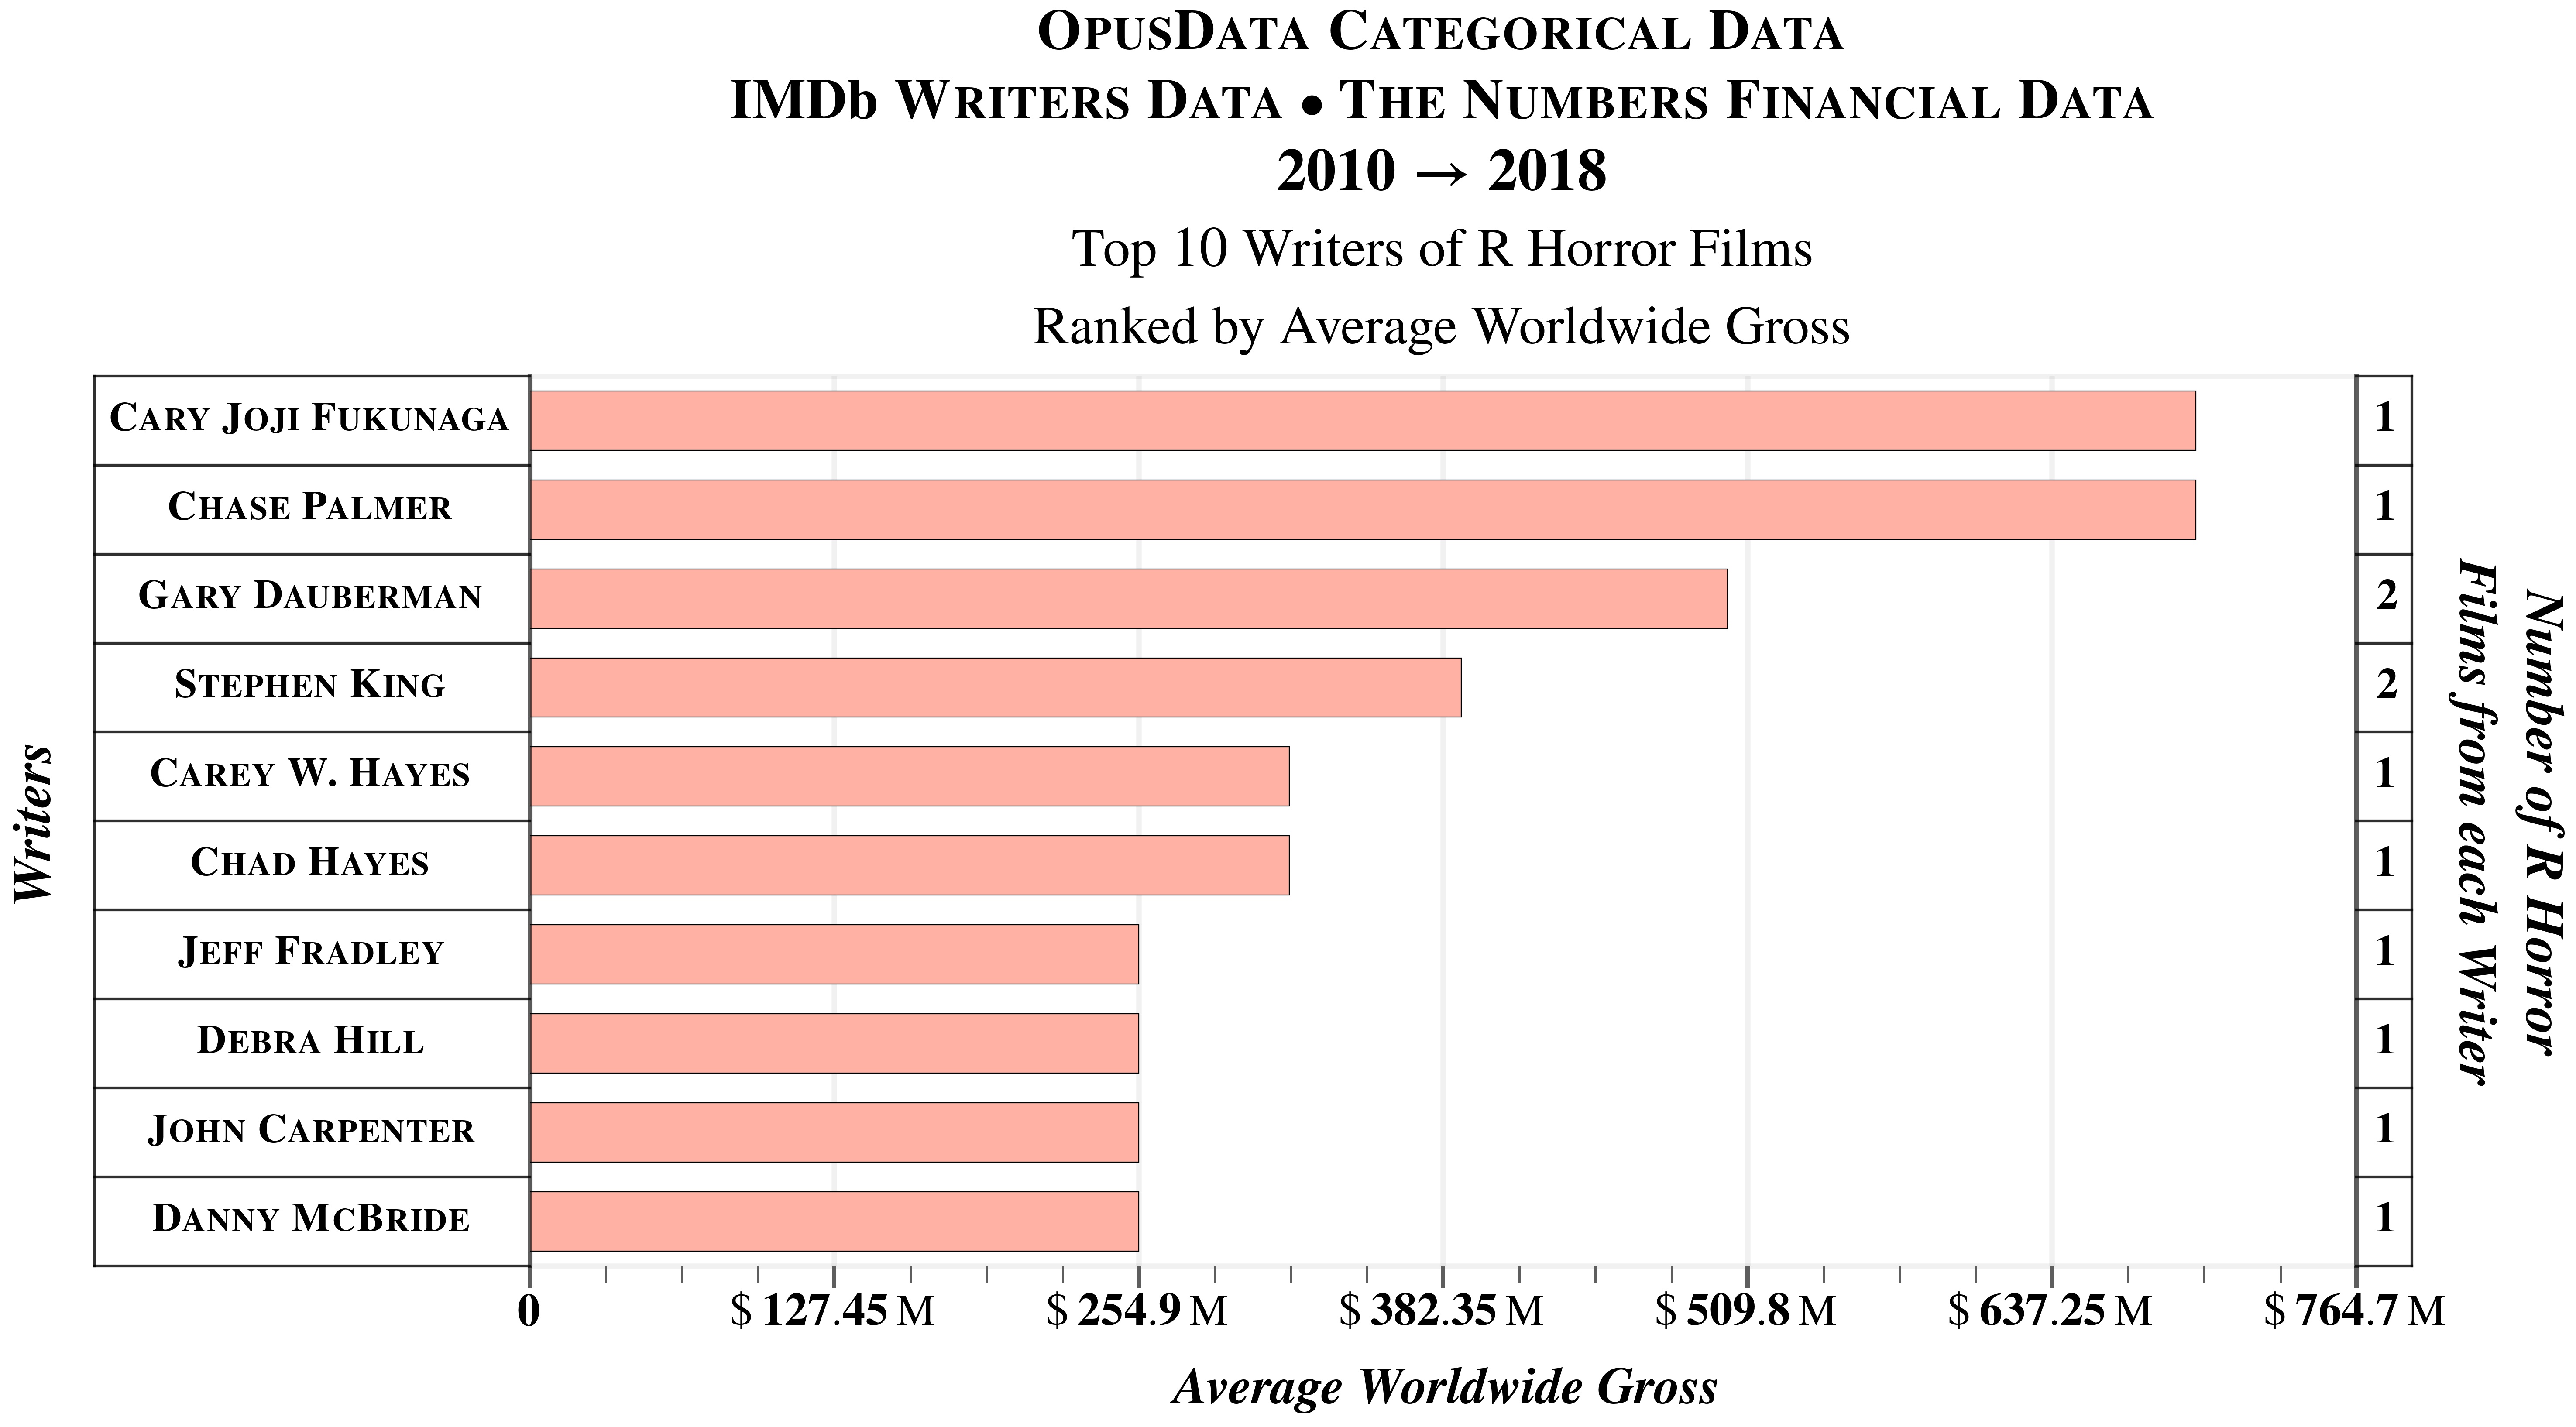 OpusData Categorical Data
IMDb Writers Data • The Numbers Financial Data
2010 → 2018
Top 10 Writers of R Horror Films
Ranked by Average Worldwide Gross
Writers
Cary Joji Fukunaga 1
Chase Palmer 1
Gary Dauberman 2
Stephen King 2
Carey W. Hayes 1
Chad Hayes 1
Jeff Fradley 1
Debra Hill 1
John Carpenter 1
Danny McBride 1
Number of R Horror
Films from each Writer
0 $ 127.45 M $ 254.9 M $ 382.35 M $ 509.8 M $ 637.25 M $ 764.7 M
Average Worldwide Gross